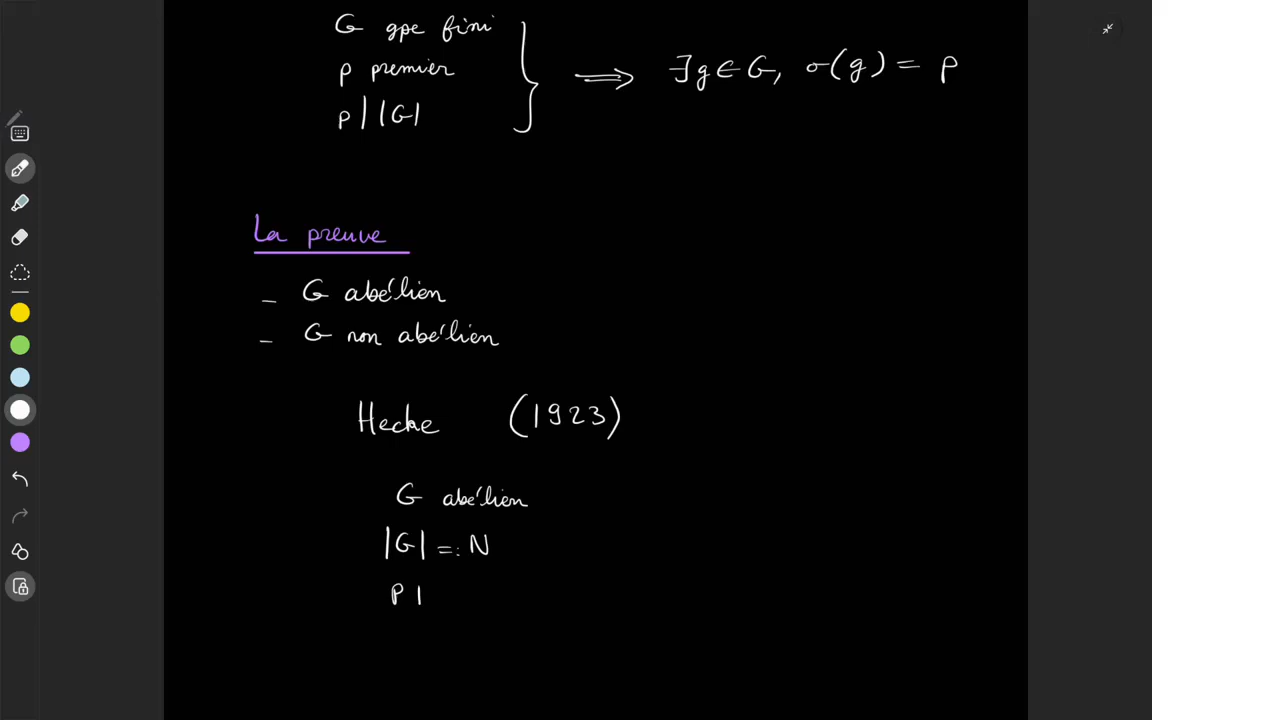 G gpe fini
p premier
p | |G|
⟹ ∃g ∈ G, σ(g) = p
La preuve
– G abélien
– G non abélien
Hecke (1923)
G abélien
|G| =: N
P |